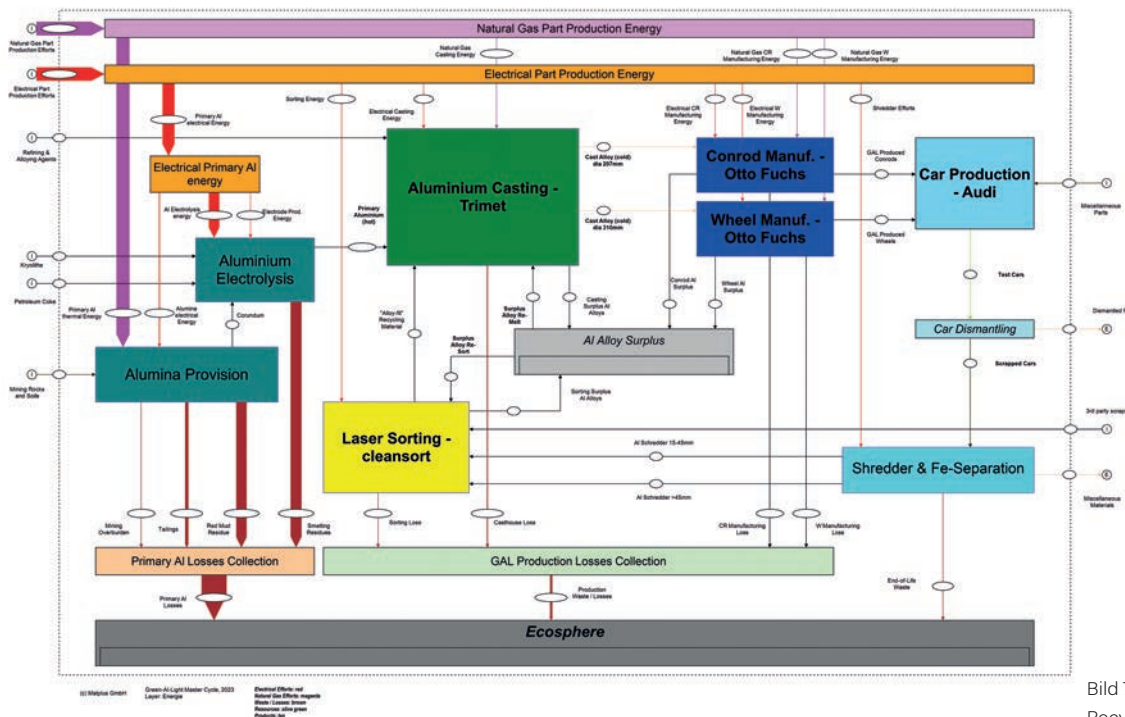 Natural Gas Part Production Energy
Natural Gas Part
Production Efforts
Natural Gas
Casting Energy
Natural Gas CR
Manufacturing Energy
Natural Gas W
Manufacturing Energy
Electrical Part Production Energy
Electrical Part
Production Efforts
Primary Al
electrical Energy
Sorting Energy
Electrical Casting
Energy
Electrical CR
Manufacturing
Energy
Electrical W
Manufacturing
Energy
Shredder Efforts
Refining &
Alloying Agents
Electrical Primary Al
energy
Aluminium Casting -
Trimet
Cast Alloy (cold)
dia 207mm
Conrod Manuf. -
Otto Fuchs
GAL Produced
Conrods
Car Production
- Audi
Al Electrolysis
energy
Electrode Prod.
Energy
Primary
Aluminium
(hot)
Cast Alloy (cold)
dia 310mm
Wheel Manuf. -
Otto Fuchs
GAL Produced
Wheels
Miscellaneous
Parts
Kryolithe
Aluminium
Electrolysis
Petroleum Coke
Test Cars
Primary Al
thermal Energy
Alumina
electrical Energy
Corundum
"Alloy-fit"
Recycling
Material
Surplus
Alloy Re-
Melt
Casting
Surplus Al
Alloys
Conrod Al
Surplus
Wheel Al
Surplus
Al Alloy Surplus
Car Dismantling
Surplus
Alloy Re-
Sort
Scrapped Cars
Alumina Provision
Mining Rocks
and Soils
Sorting Surplus
Al Alloys
3rd party scrap
Laser Sorting -
cleansort
Al Schredder 15-45mm
Al Schredder >45mm
Shredder & Fe-Separation
Miscellaneous
Materials
Mining
Overburden
Tailings
Red Mud
Residue
Smelting
Residues
Sorting Loss
Casthouse Loss
CR Manufacturing
Loss
W Manufacturing
Loss
Primary Al Losses Collection
GAL Production Losses Collection
Primary Al
Losses
Production
Waste / Losses
End-of-Life
Waste
Ecosphere
(c) Matplus GmbH
Green-Al-Light Master Cycle, 2023
Layer: Energie
Electrical Efforts: red
Natural Gas Efforts: magenta
Waste / Losses: brown
Resources: olive green